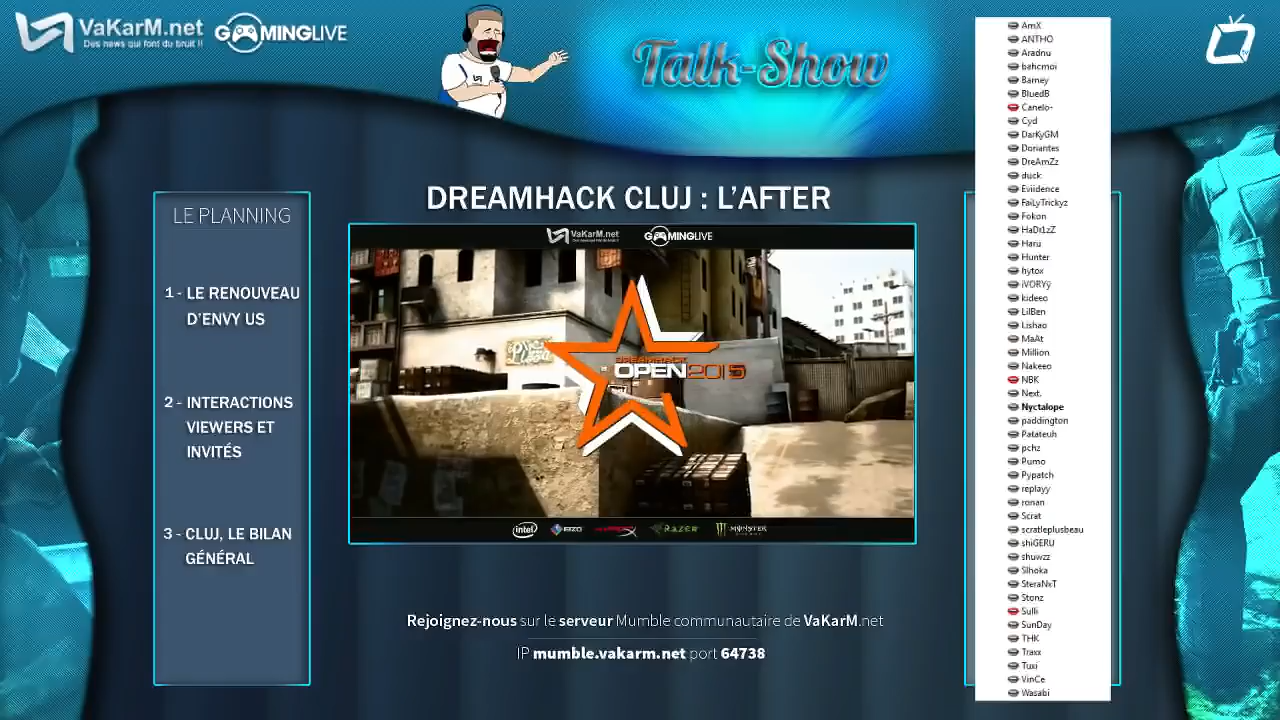 VaKarM.net
Des news qui font du bruit !!
GAMINGLIVE
Talk-Show
LE PLANNING
1 - LE RENOUVEAU
D'ENVY US
2 - INTERACTIONS
VIEWERS ET
INVITÉS
3 - CLUJ, LE BILAN
GÉNÉRAL
DREAMHACK CLUJ : L'AFTER
VaKarM.net
GAMINGLIVE
Pizza
DREAMHACK
OPEN2015
intel
EIZO
RAZER
MONSTER
Rejoignez-nous sur le serveur Mumble communautaire de VaKarM.net
IP mumble.vakarm.net port 64738
AmX
ANTHO
Aradnu
bahcmoi
Barney
BluedB
Canelo-
Cyd
DarKyGM
Doriantes
DreAmZz
duck
Eviidence
FaiLyTrickyz
Fokon
HaDr1zZ
Haru
Hunter
hytox
iVORYy
kideeo
LilBen
Lishao
MaAt
Million
Nakeeo
NBK
Next.
Nyctalope
paddington
Patateuh
pchz
Pumo
Pypatch
replayy
ronan
Scrat
scratleplusbeau
shiGERU
shuwzz
Slhoka
SteraNxT
Stonz
Sulli
SunDay
THK
Traxx
Tuxi
VinCe
Wasabi